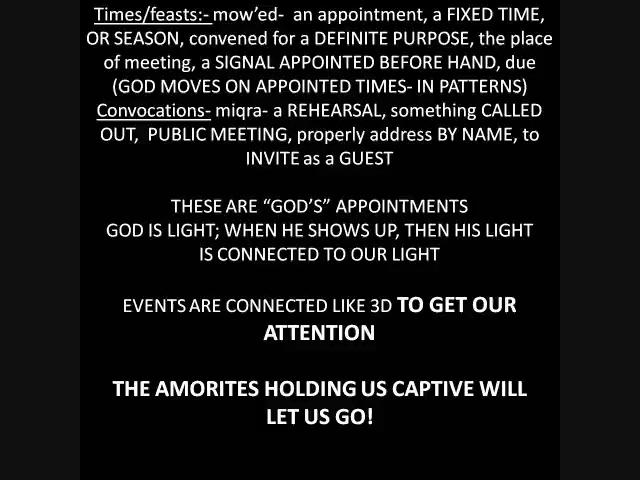 Times/feasts:- mow’ed-  an appointment, a FIXED TIME,
OR SEASON, convened for a DEFINITE PURPOSE, the place
of meeting, a SIGNAL APPOINTED BEFORE HAND, due
(GOD MOVES ON APPOINTED TIMES- IN PATTERNS)
Convocations- miqra- a REHEARSAL, something CALLED
OUT,  PUBLIC MEETING, properly address BY NAME, to
INVITE as a GUEST
THESE ARE “GOD’S” APPOINTMENTS
GOD IS LIGHT; WHEN HE SHOWS UP, THEN HIS LIGHT
IS CONNECTED TO OUR LIGHT
EVENTS ARE CONNECTED LIKE 3D TO GET OUR
ATTENTION
THE AMORITES HOLDING US CAPTIVE WILL
LET US GO!